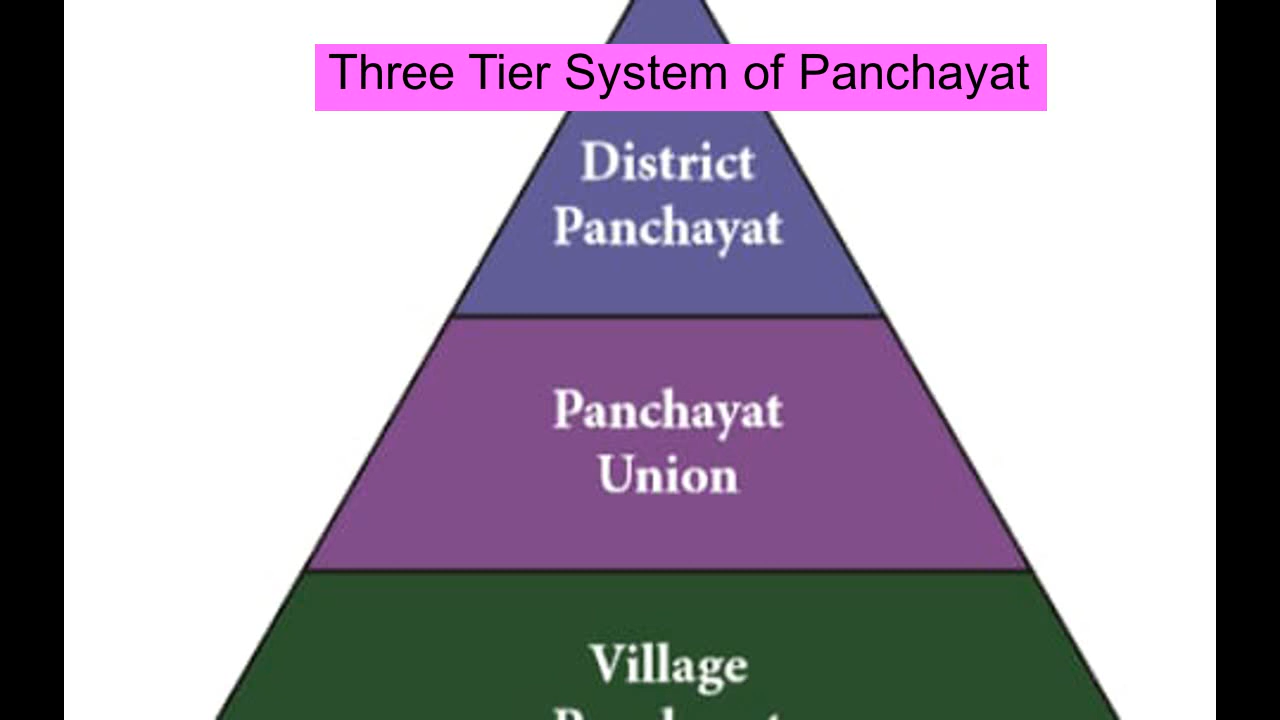 Three Tier System of Panchayat
District
Panchayat
Panchayat
Union
Village